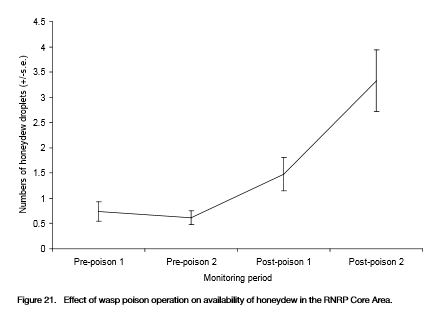 4.5
4
3.5
3
2.5
2
1.5
1
0.5
0
Numbers of honeydew droplets (+/-s.e.)
Pre-poison 1 Pre-poison 2 Post-poison 1 Post-poison 2
Monitoring period
Figure 21. Effect of wasp poison operation on availability of honeydew in the RNRP Core Area.